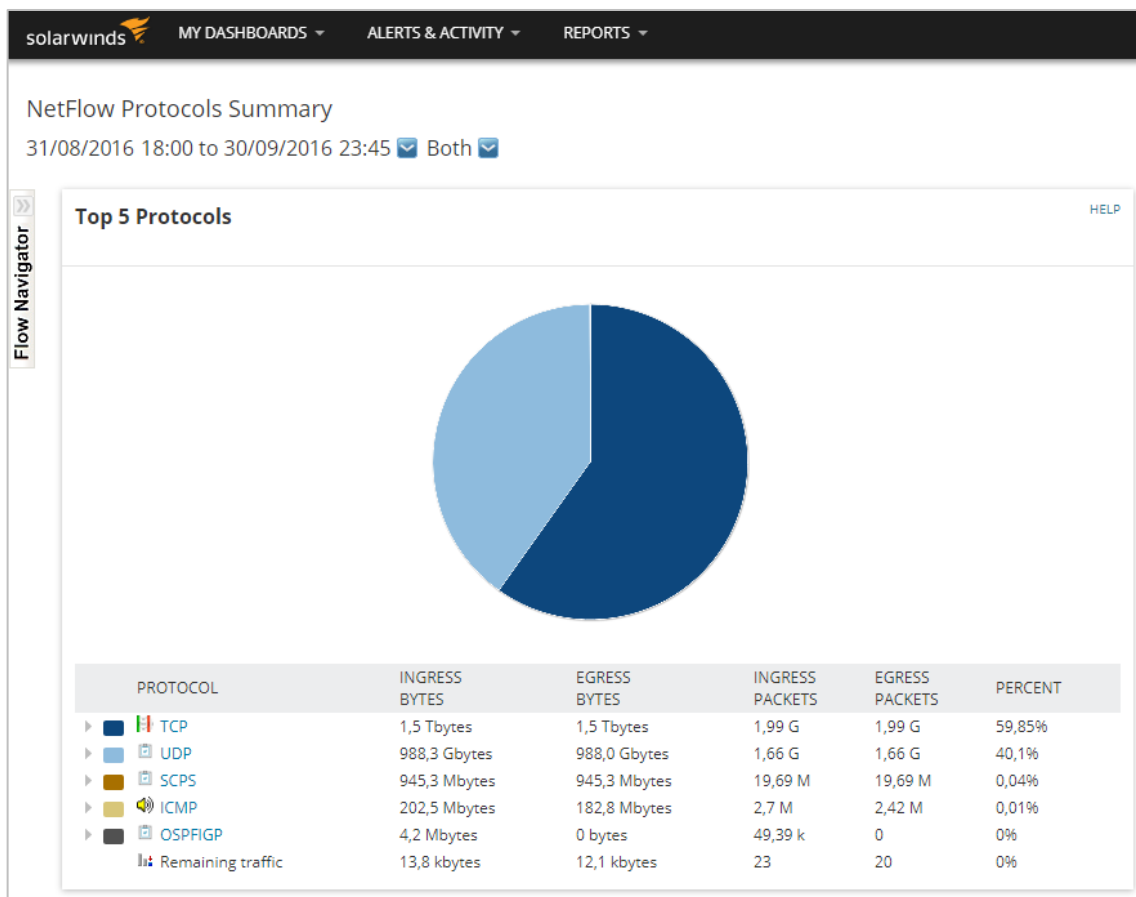 solarwinds MY DASHBOARDS ALERTS & ACTIVITY REPORTS
NetFlow Protocols Summary
31/08/2016 18:00 to 30/09/2016 23:45 Both
Flow Navigator
Top 5 Protocols HELP
PROTOCOL INGRESS BYTES EGRESS BYTES INGRESS PACKETS EGRESS PACKETS PERCENT
TCP 1,5 Tbytes 1,5 Tbytes 1,99 G 1,99 G 59,85%
UDP 988,3 Gbytes 988,0 Gbytes 1,66 G 1,66 G 40,1%
SCPS 945,3 Mbytes 945,3 Mbytes 19,69 M 19,69 M 0,04%
ICMP 202,5 Mbytes 182,8 Mbytes 2,7 M 2,42 M 0,01%
OSPFIGP 4,2 Mbytes 0 bytes 49,39 k 0 0%
Remaining traffic 13,8 kbytes 12,1 kbytes 23 20 0%